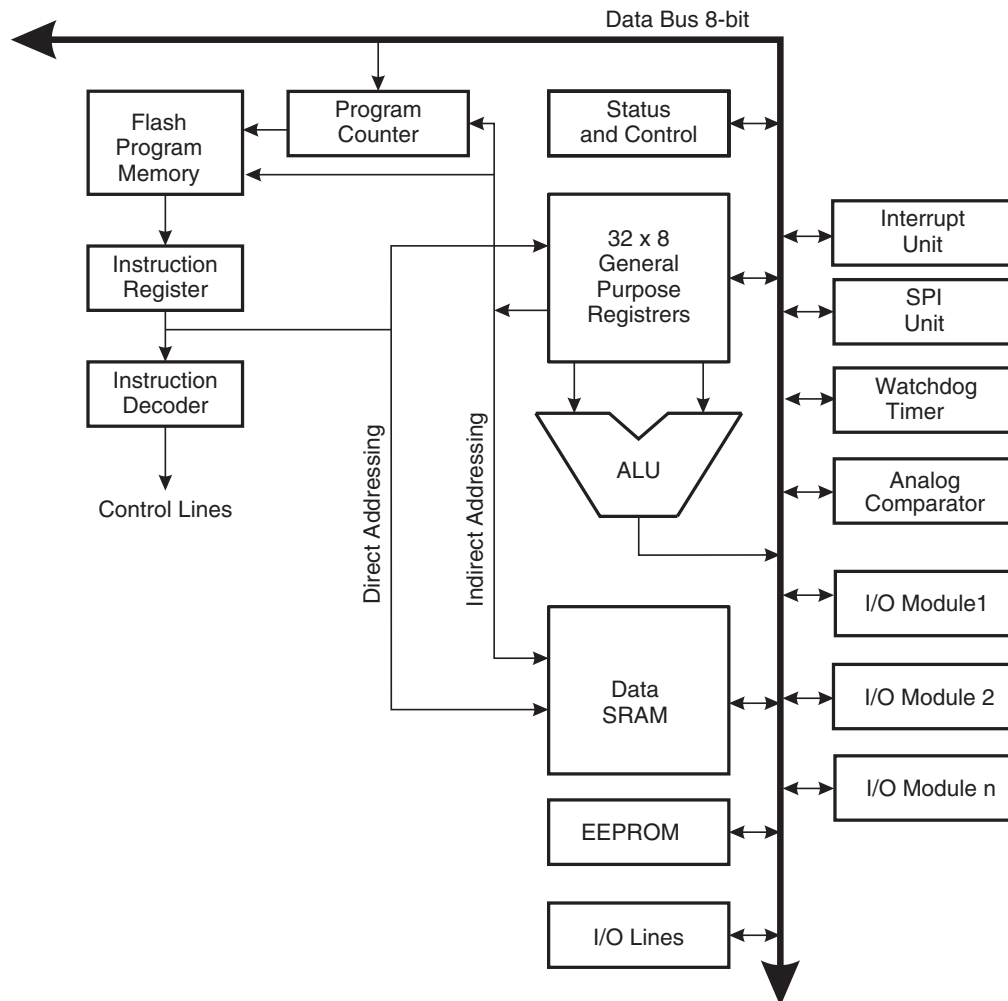 Data Bus 8-bit
Flash
Program
Memory
Program
Counter
Status
and Control
Instruction
Register
32 x 8
General
Purpose
Registrers
Interrupt
Unit
SPI
Unit
Instruction
Decoder
Watchdog
Timer
ALU
Analog
Comparator
Control Lines
Direct Addressing
Indirect Addressing
I/O Module1
Data
SRAM
I/O Module 2
I/O Module n
EEPROM
I/O Lines